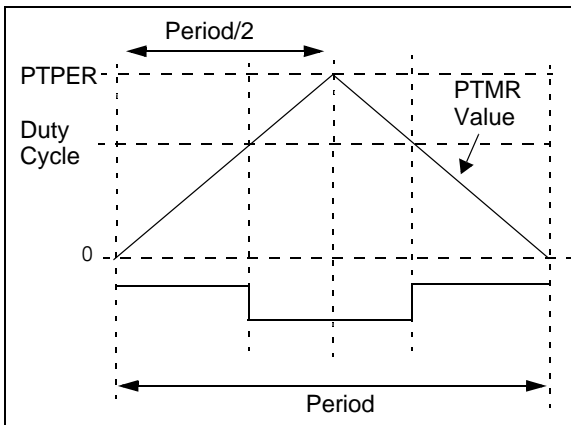 Period/2
PTPER
PTMR
Value
Duty
Cycle
0
Period